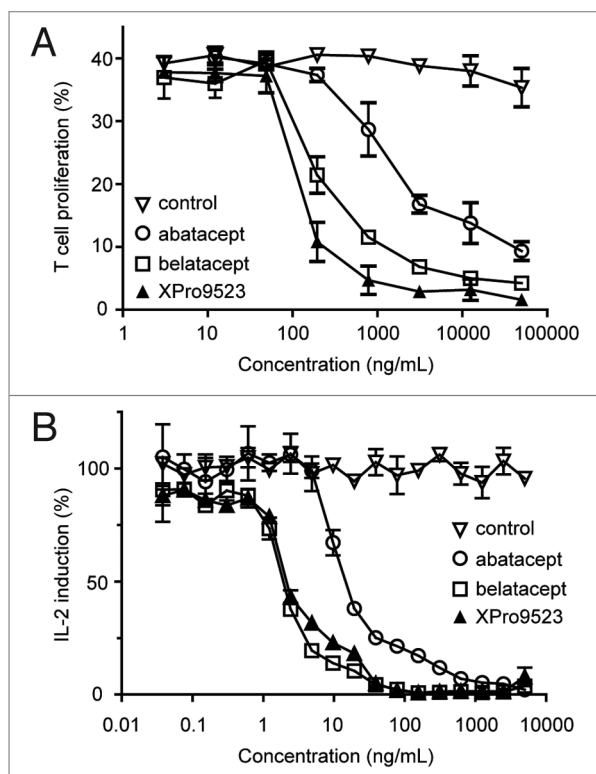 A
T cell proliferation (%)
40
30
20
10
0
control
abatacept
belatacept
XPro9523
1
10
100
1000
10000
100000
Concentration (ng/mL)
B
IL-2 induction (%)
100
50
0
control
abatacept
belatacept
XPro9523
0.01
0.1
1
10
100
1000
10000
Concentration (ng/mL)